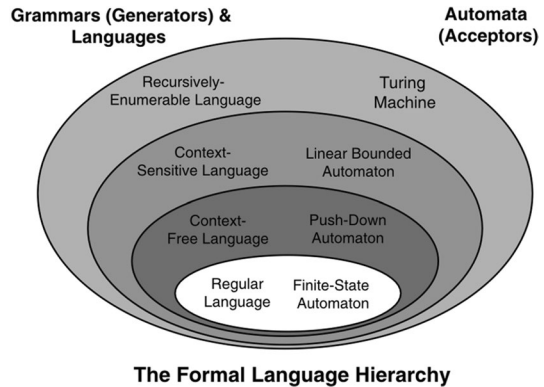 Grammars (Generators) &
Languages
Automata
(Acceptors)
Recursively-
Enumerable Language
Turing
Machine
Context-
Sensitive Language
Linear Bounded
Automaton
Context-
Free Language
Push-Down
Automaton
Regular
Language
Finite-State
Automaton
The Formal Language Hierarchy